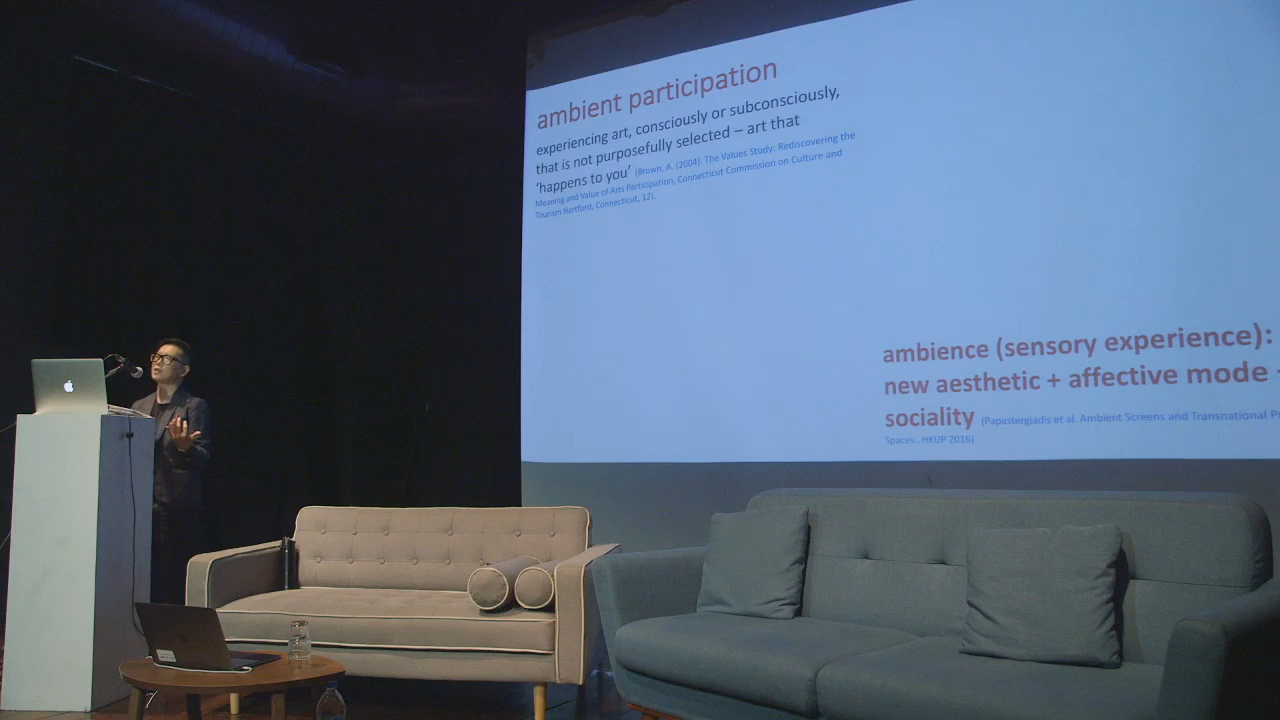 ambient participation
experiencing art, consciously or subconsciously,
that is not purposefully selected – art that
‘happens to you’ (Brown, A. (2004). The Values Study: Rediscovering the
Meaning and Value of Arts Participation, Connecticut Commission on Culture and
Tourism Hartford, Connecticut, 12).
ambience (sensory experience):
new aesthetic + affective mode
sociality (Papastergiadis et al. Ambient Screens and Transnational
Spaces., HKUP 2016)